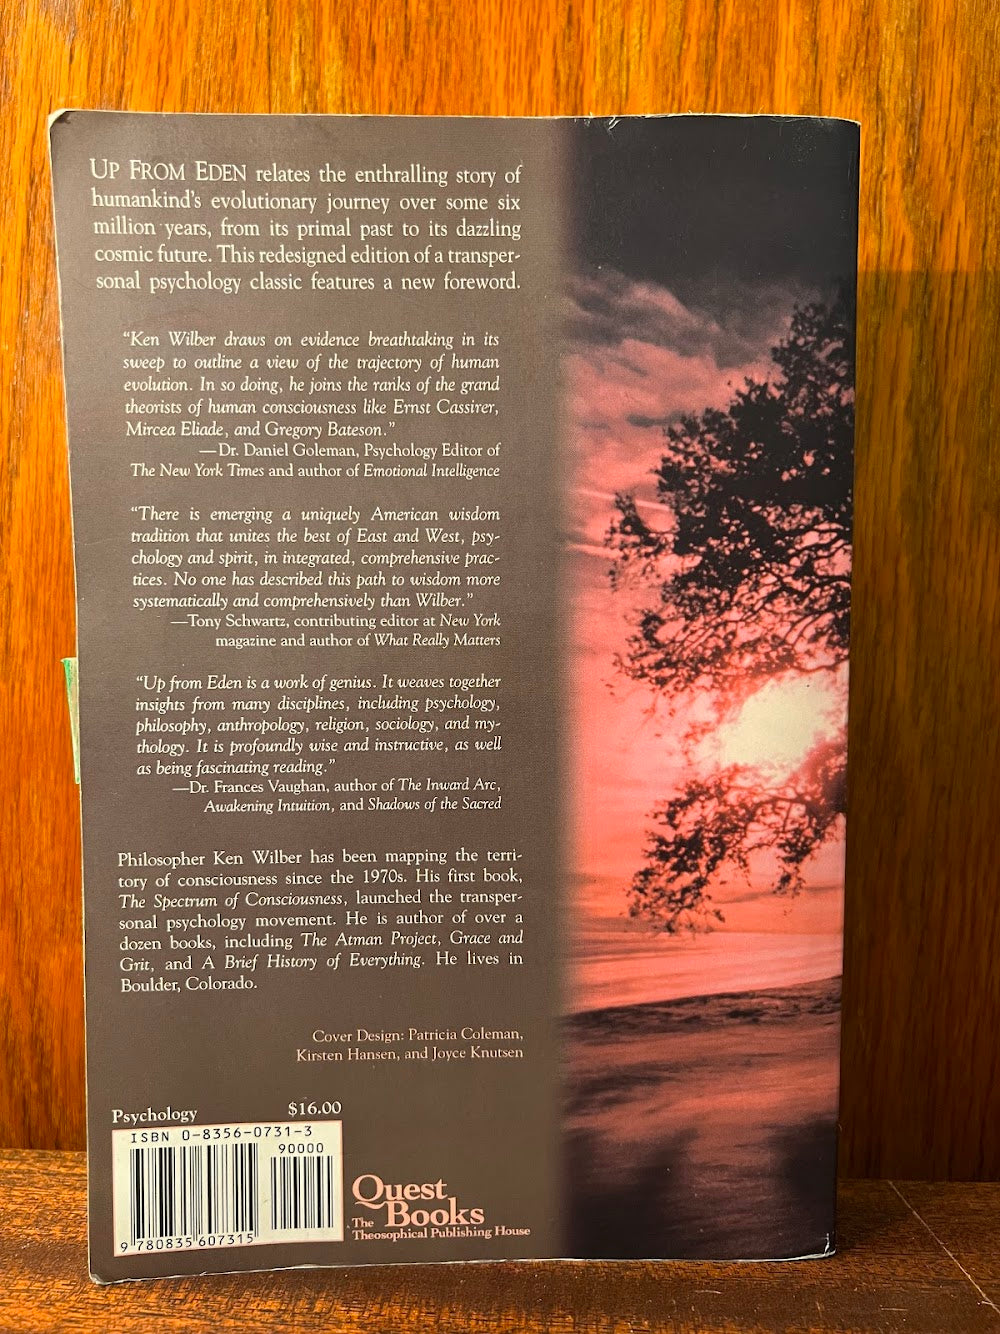 UP FROM EDEN relates the enthralling story of
humankind's evolutionary journey over some six
million years, from its primal past to its dazzling
cosmic future. This redesigned edition of a transper-
sonal psychology classic features a new foreword.
“Ken Wilber draws on evidence breathtaking in its
sweep to outline a view of the trajectory of human
evolution. In so doing, he joins the ranks of the grand
theorists of human consciousness like Ernst Cassirer,
Mircea Eliade, and Gregory Bateson.”
—Dr. Daniel Goleman, Psychology Editor of
The New York Times and author of Emotional Intelligence
“There is emerging a uniquely American wisdom
tradition that unites the best of East and West, psy-
chology and spirit, in integrated, comprehensive prac-
tices. No one has described this path to wisdom more
systematically and comprehensively than Wilber.”
—Tony Schwartz, contributing editor at New York
magazine and author of What Really Matters
“Up from Eden is a work of genius. It weaves together
insights from many disciplines, including psychology,
philosophy, anthropology, religion, sociology, and my-
thology. It is profoundly wise and instructive, as well
as being fascinating reading.”
—Dr. Frances Vaughan, author of The Inward Arc,
Awakening Intuition, and Shadows of the Sacred
Philosopher Ken Wilber has been mapping the terri-
tory of consciousness since the 1970s. His first book,
The Spectrum of Consciousness, launched the transper-
sonal psychology movement. He is author of over a
dozen books, including The Atman Project, Grace and
Grit, and A Brief History of Everything. He lives in
Boulder, Colorado.
Cover Design: Patricia Coleman,
Kirsten Hansen, and Joyce Knutsen
Psychology $16.00
ISBN 0-8356-0731-3
90000
9 780835 607315
Quest
Books
The
Theosophical Publishing House